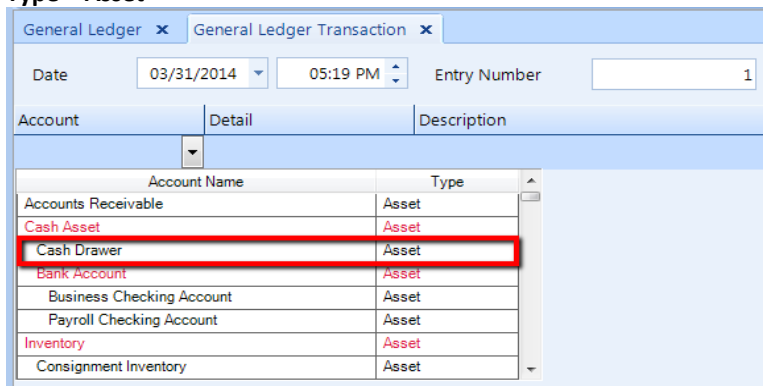 Type Asset
General Ledger x General Ledger Transaction x
Date 03/31/2014 05:19 PM Entry Number 1
Account Detail Description
Account Name Type
Accounts Receivable Asset
Cash Asset Asset
Cash Drawer Asset
Bank Account Asset
Business Checking Account Asset
Payroll Checking Account Asset
Inventory Asset
Consignment Inventory Asset